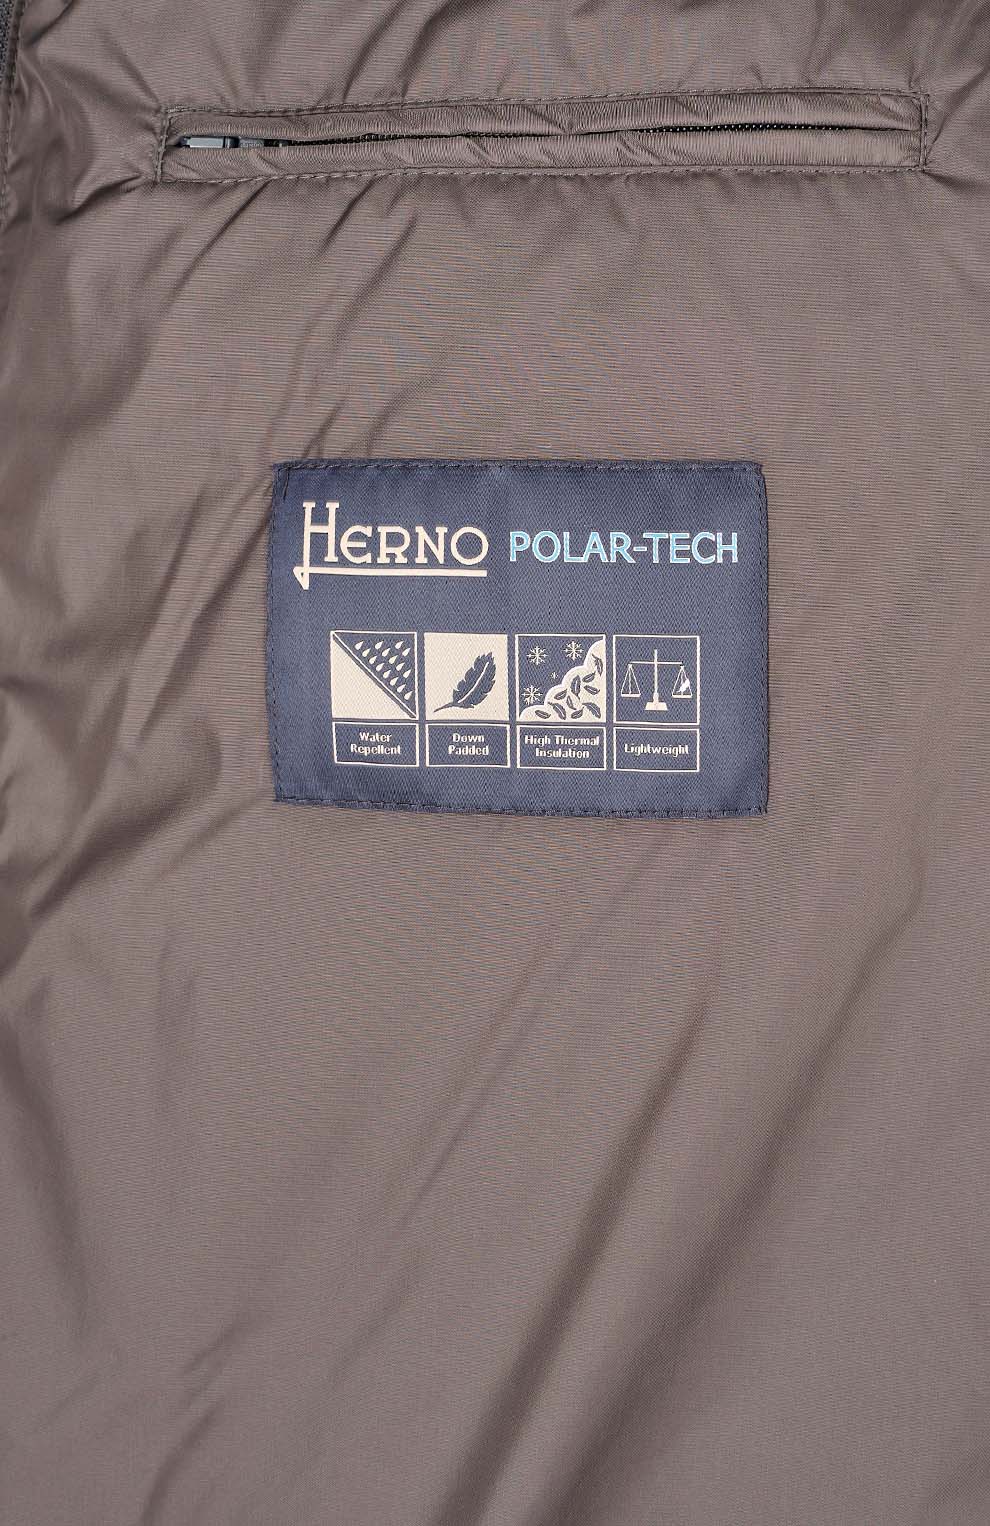 HERNO POLAR-TECH
Water
Repellent
Down
Padded
High Thermal
Insulation
Lightweight